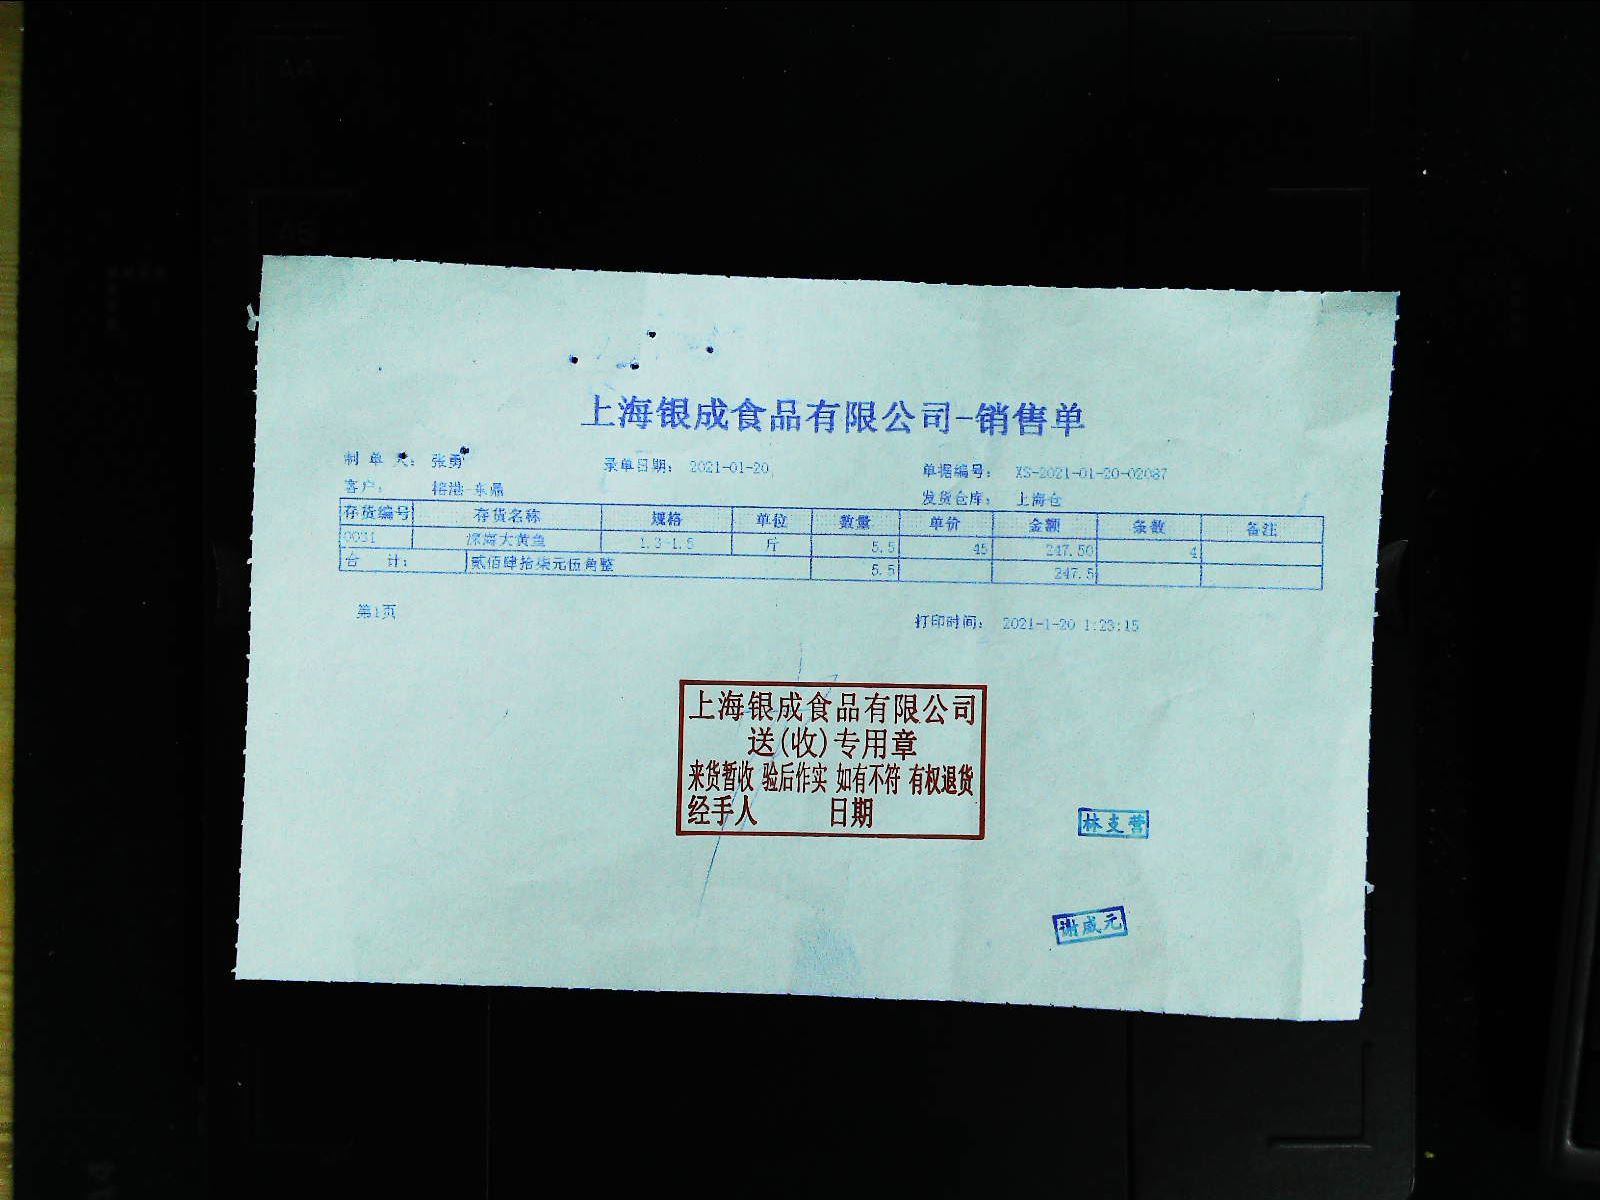 上海银成食品有限公司-销售单
制单人： 张勇 录单日期： 2021-01-20 单据编号： XS-2021-01-20-02087
客户： 榕港-东鼎 发货仓库： 上海仓
存货编号 存货名称 规格 单位 数量 单价 金额 条数 备注
0031 深海大黄鱼 1.3-1.5 斤 5.5 45 247.50 4
合 计： 贰佰肆拾柒元伍角整 5.5 247.5
第1页 打印时间： 2021-1-20 1:23:15
上海银成食品有限公司
送(收)专用章
来货暂收 验后作实 如有不符 有权退货
经手人 日期
林支营
谢咸元